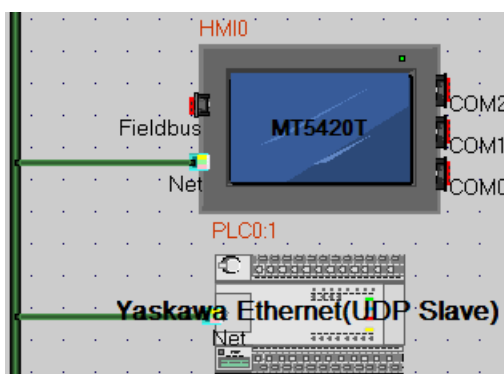 HMI0
COM2
Fieldbus
MT5420T
COM1
Net
COM0
PLC0:1
Yaskawa Ethernet(UDP Slave)
Net